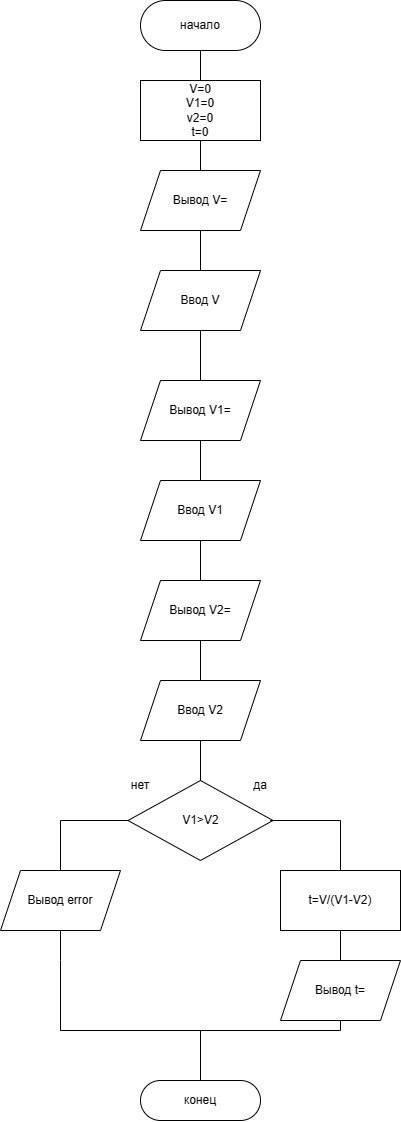 начало
V=0
V1=0
v2=0
t=0
Вывод V=
Ввод V
Вывод V1=
Ввод V1
Вывод V2=
Ввод V2
нет
да
V1>V2
Вывод error
t=V/(V1-V2)
Вывод t=
конец